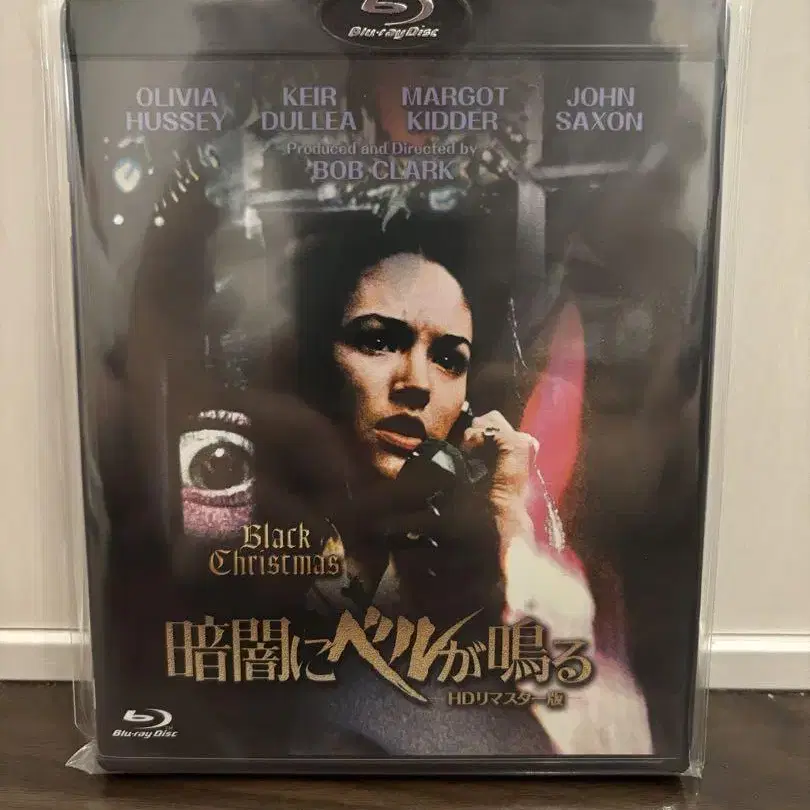 Blu-ray Disc
OLIVIA HUSSEY
KEIR DULLEA
MARGOT KIDDER
JOHN SAXON
Produced and Directed by
BOB CLARK
Black
Christmas
暗闇にベルが鳴る
HDリマスター版
Blu-ray Disc